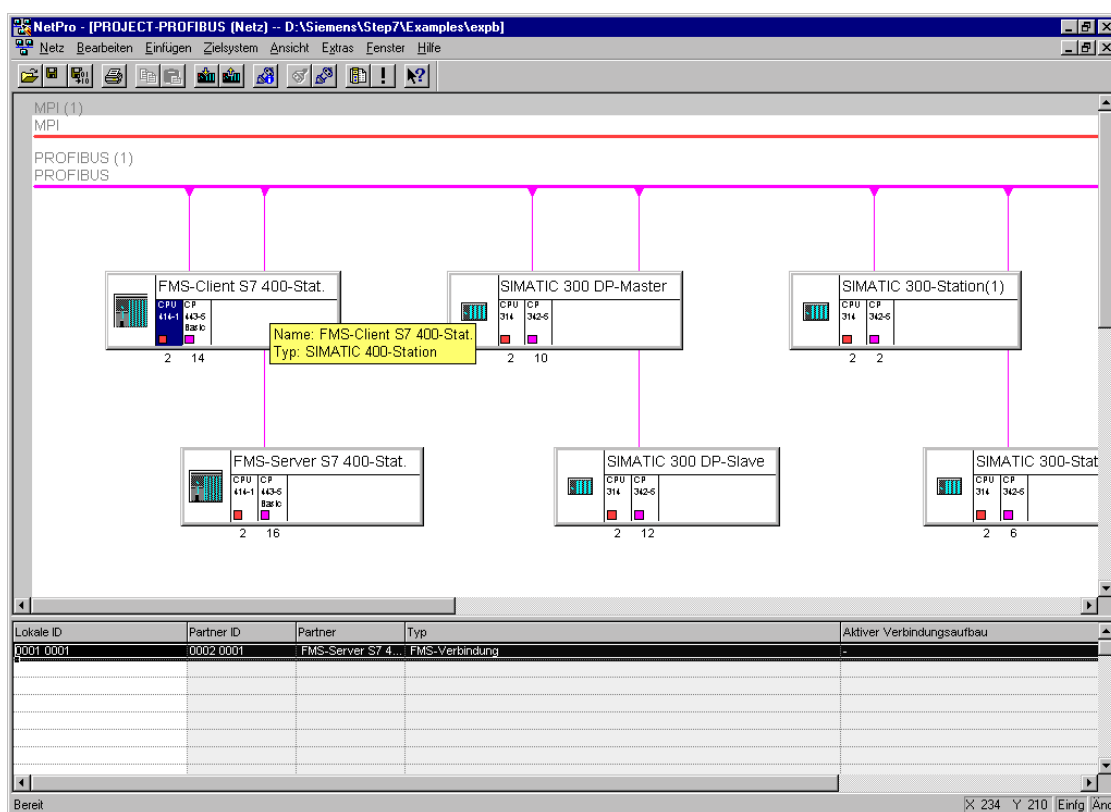 NetPro - [PROJECT-PROFIBUS (Netz) -- D:\Siemens\Step7\Examples\expb]
Netz Bearbeiten Einfügen Zielsystem Ansicht Extras Fenster Hilfe
MPI (1)
MPI
PROFIBUS (1)
PROFIBUS
FMS-Client S7 400-Stat.
CPU 414-1
CP 443-5 Basic
2 14
Name: FMS-Client S7 400-Stat.
Typ: SIMATIC 400-Station
SIMATIC 300 DP-Master
CPU 314
CP 342-5
2 10
SIMATIC 300-Station(1)
CPU 314
CP 342-5
2 2
FMS-Server S7 400-Stat.
CPU 414-1
CP 443-5 Basic
2 16
SIMATIC 300 DP-Slave
CPU 314
CP 342-5
2 12
SIMATIC 300-Stat
CPU 314
CP 342-5
2 6
Lokale ID Partner ID Partner Typ Aktiver Verbindungsaufbau
0001 0001 0002 0001 FMS-Server S7 4... FMS-Verbindung -
Bereit X 234 Y 210 Einfg Änd